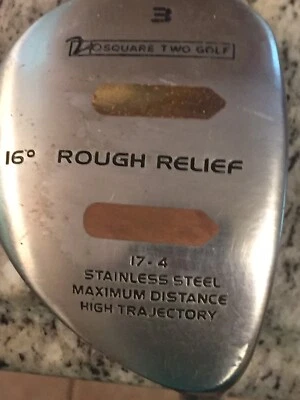 3
SQUARE TWO GOLF
16° ROUGH RELIEF
17-4
STAINLESS STEEL
MAXIMUM DISTANCE
HIGH TRAJECTORY